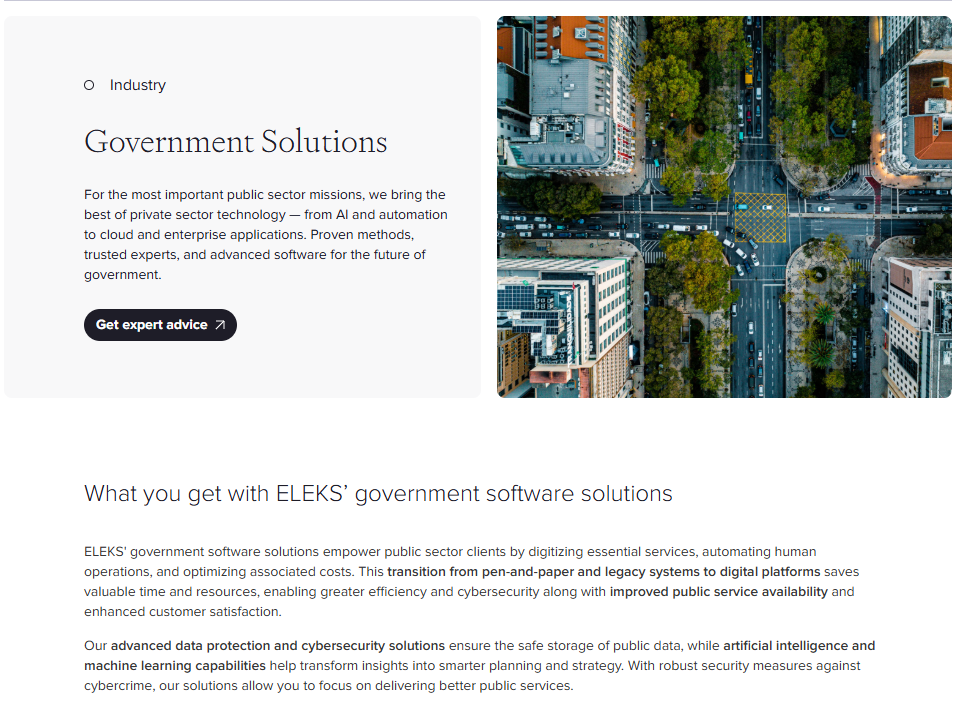 Industry
Government Solutions
For the most important public sector missions, we bring the
best of private sector technology — from AI and automation
to cloud and enterprise applications. Proven methods,
trusted experts, and advanced software for the future of
government.
Get expert advice
What you get with ELEKS’ government software solutions
ELEKS' government software solutions empower public sector clients by digitizing essential services, automating human
operations, and optimizing associated costs. This transition from pen-and-paper and legacy systems to digital platforms saves
valuable time and resources, enabling greater efficiency and cybersecurity along with improved public service availability and
enhanced customer satisfaction.
Our advanced data protection and cybersecurity solutions ensure the safe storage of public data, while artificial intelligence and
machine learning capabilities help transform insights into smarter planning and strategy. With robust security measures against
cybercrime, our solutions allow you to focus on delivering better public services.